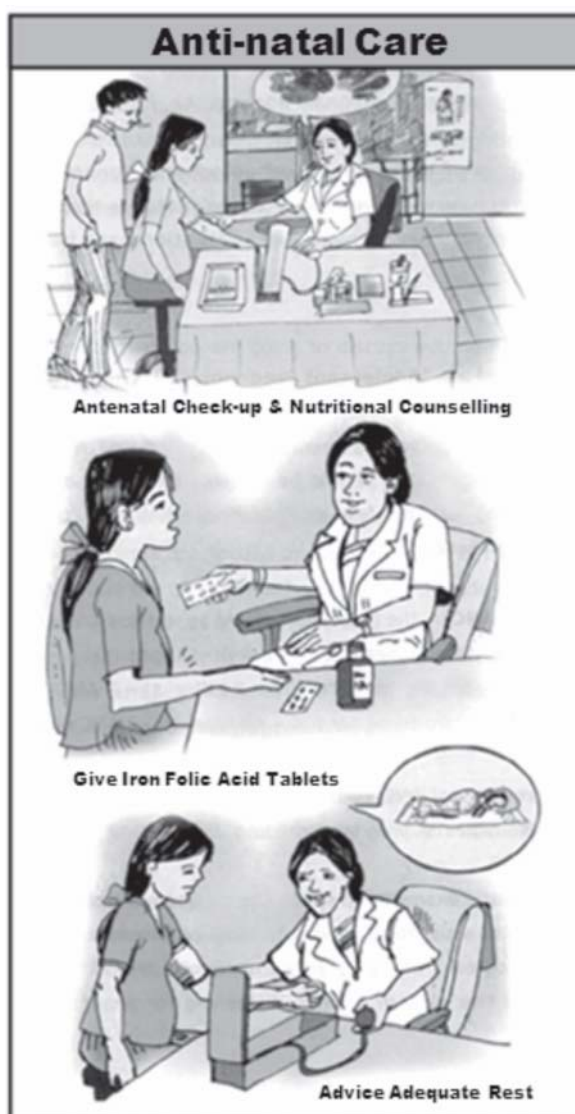 Anti-natal Care
Antenatal Check-up & Nutritional Counselling
Give Iron Folic Acid Tablets
Advice Adequate Rest